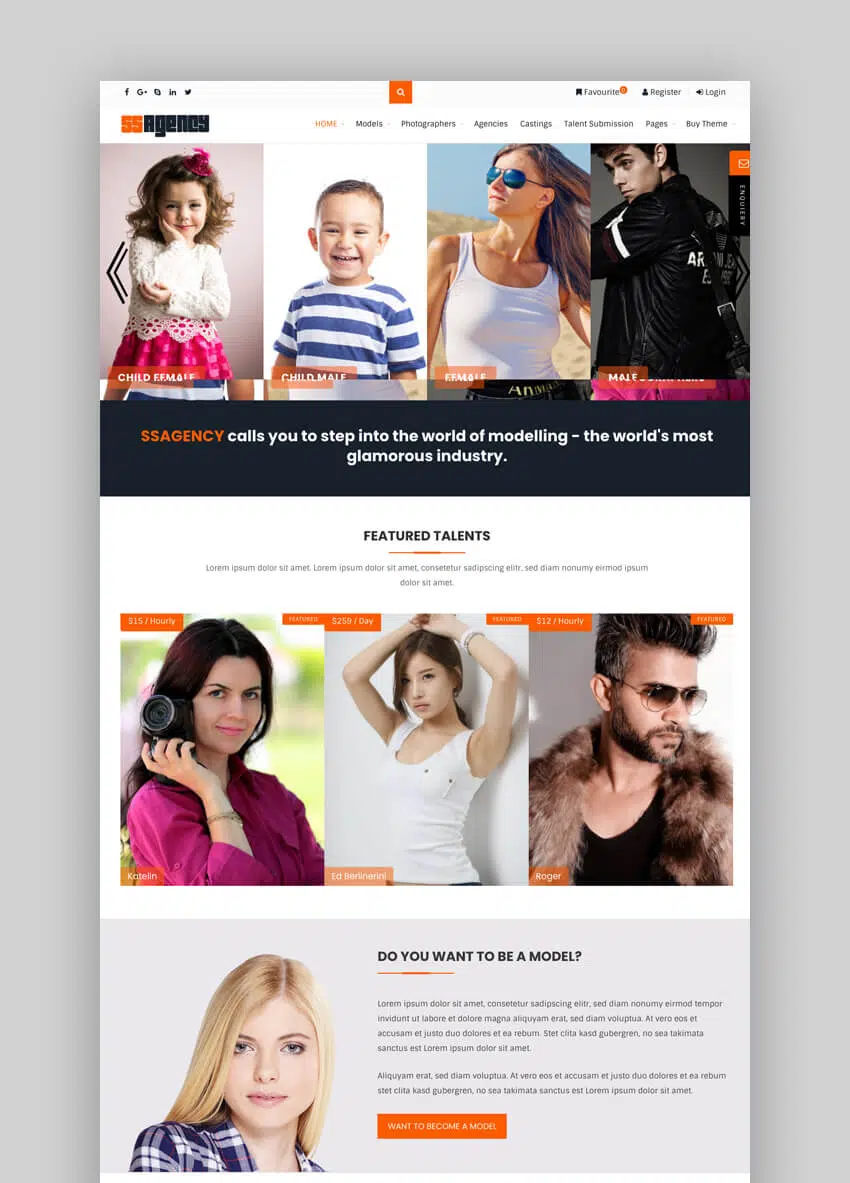 Favourite 0 Register Login
SSAgency
HOME Models Photographers Agencies Castings Talent Submission Pages Buy Theme
ENQUIERY
CHILD FEMALE CHILD MALE FEMALE MALE
SSAGENCY calls you to step into the world of modelling - the world's most
glamorous industry.
FEATURED TALENTS
Lorem ipsum dolor sit amet. Lorem ipsum dolor sit amet, consetetur sadipscing elitr, sed diam nonumy eirmod ipsum
dolor sit amet.
$15 / Hourly FEATURED $259 / Day FEATURED $12 / Hourly FEATURED
Katelin Ed Berlinerini Roger
DO YOU WANT TO BE A MODEL?
Lorem ipsum dolor sit amet, consetetur sadipscing elitr, sed diam nonumy eirmod tempor
invidunt ut labore et dolore magna aliquyam erat, sed diam voluptua. At vero eos et
accusam et justo duo dolores et ea rebum. Stet clita kasd gubergren, no sea takimata
sanctus est Lorem ipsum dolor sit amet.
Aliquyam erat, sed diam voluptua. At vero eos et accusam et justo duo dolores et ea rebum
stet clita kasd gubergren, no sea takimata sanctus est Lorem ipsum dolor sit amet.
WANT TO BECOME A MODEL